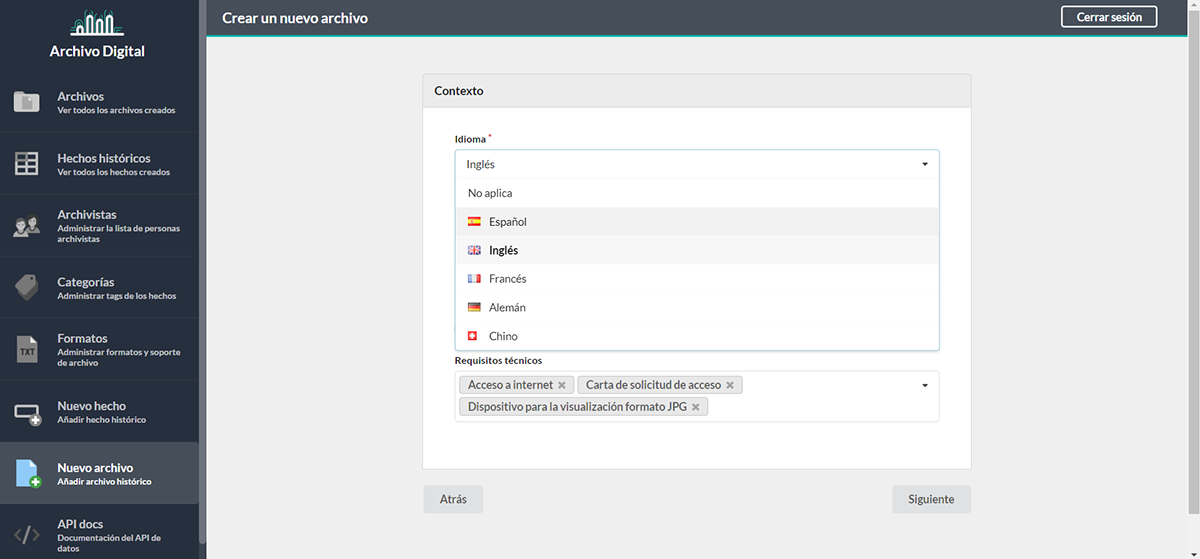 Archivo Digital
Archivos
Ver todos los archivos creados
Hechos históricos
Ver todos los hechos creados
Archivistas
Administrar la lista de personas
archivistas
Categorías
Administrar tags de los hechos
Formatos
Administrar formatos y soporte
de archivo
TXT
Nuevo hecho
Añadir hecho histórico
Nuevo archivo
Añadir archivo histórico
API docs
Documentación del API de
datos
Crear un nuevo archivo
Cerrar sesión
Contexto
Idioma *
Inglés
No aplica
Español
Inglés
Francés
Alemán
Chino
Requisitos técnicos
Acceso a internet
Carta de solicitud de acceso
Dispositivo para la visualización formato JPG
Atrás
Siguiente